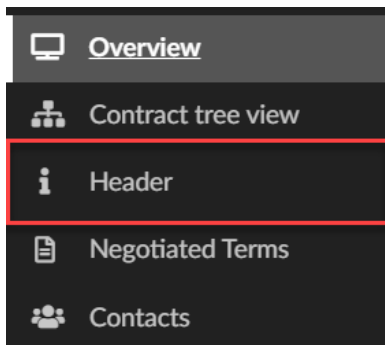 Overview
Contract tree view
Header
Negotiated Terms
Contacts